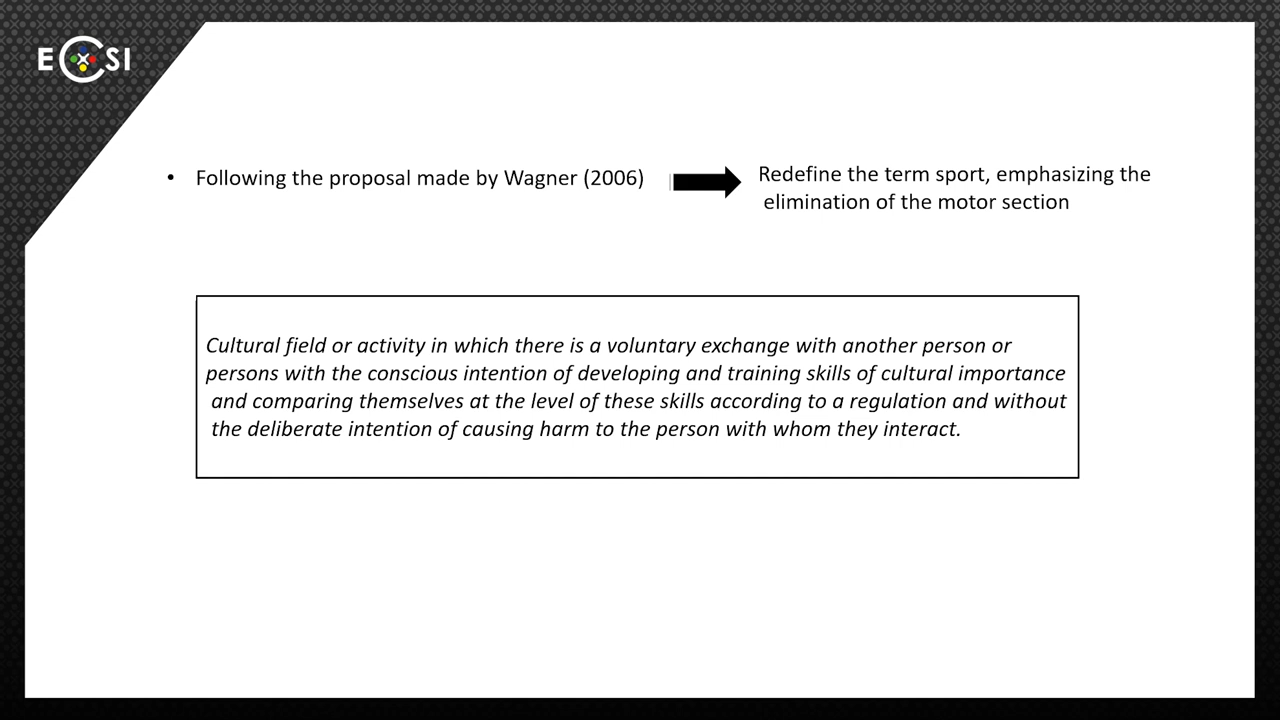 ECSI
• Following the proposal made by Wagner (2006)
Redefine the term sport, emphasizing the
elimination of the motor section
Cultural field or activity in which there is a voluntary exchange with another person or
persons with the conscious intention of developing and training skills of cultural importance
and comparing themselves at the level of these skills according to a regulation and without
the deliberate intention of causing harm to the person with whom they interact.